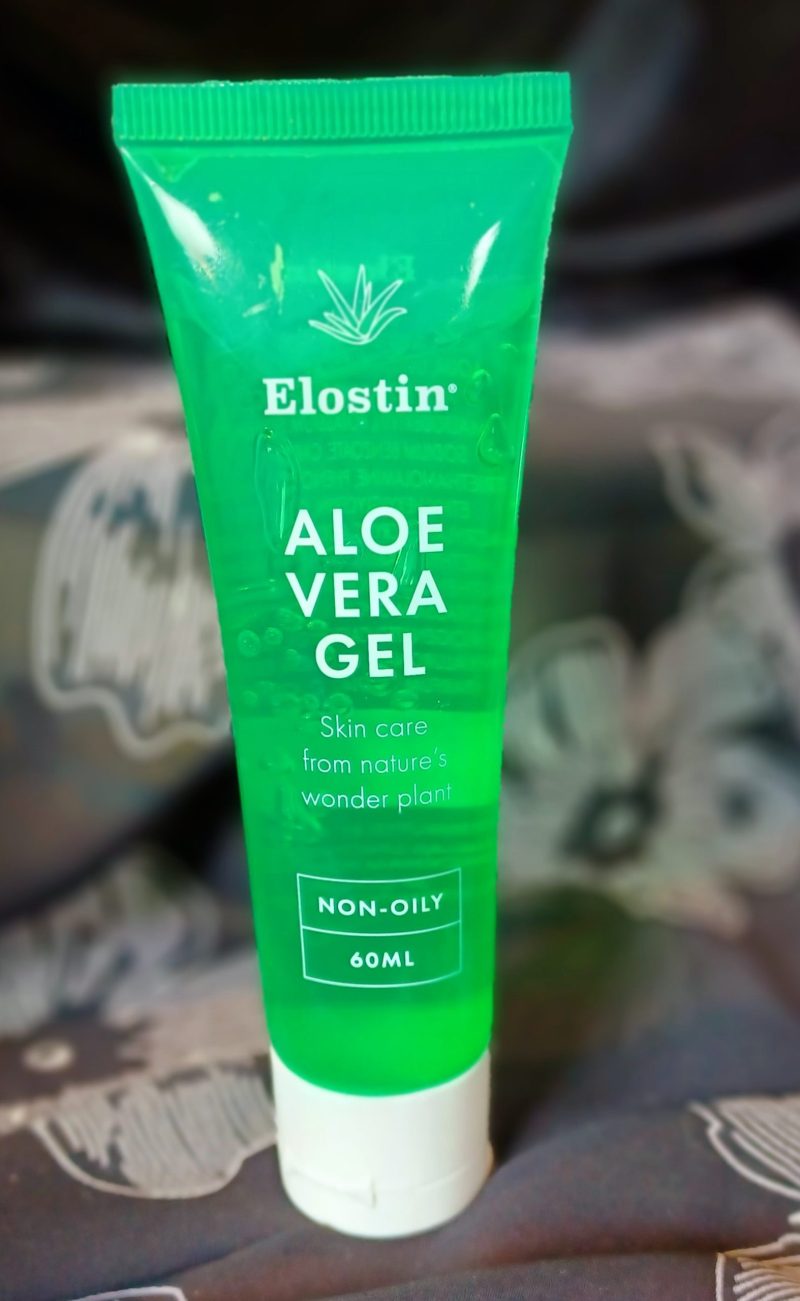 Elostin®
ALOE
VERA
GEL
Skin care
from nature's
wonder plant
NON-OILY
60ML